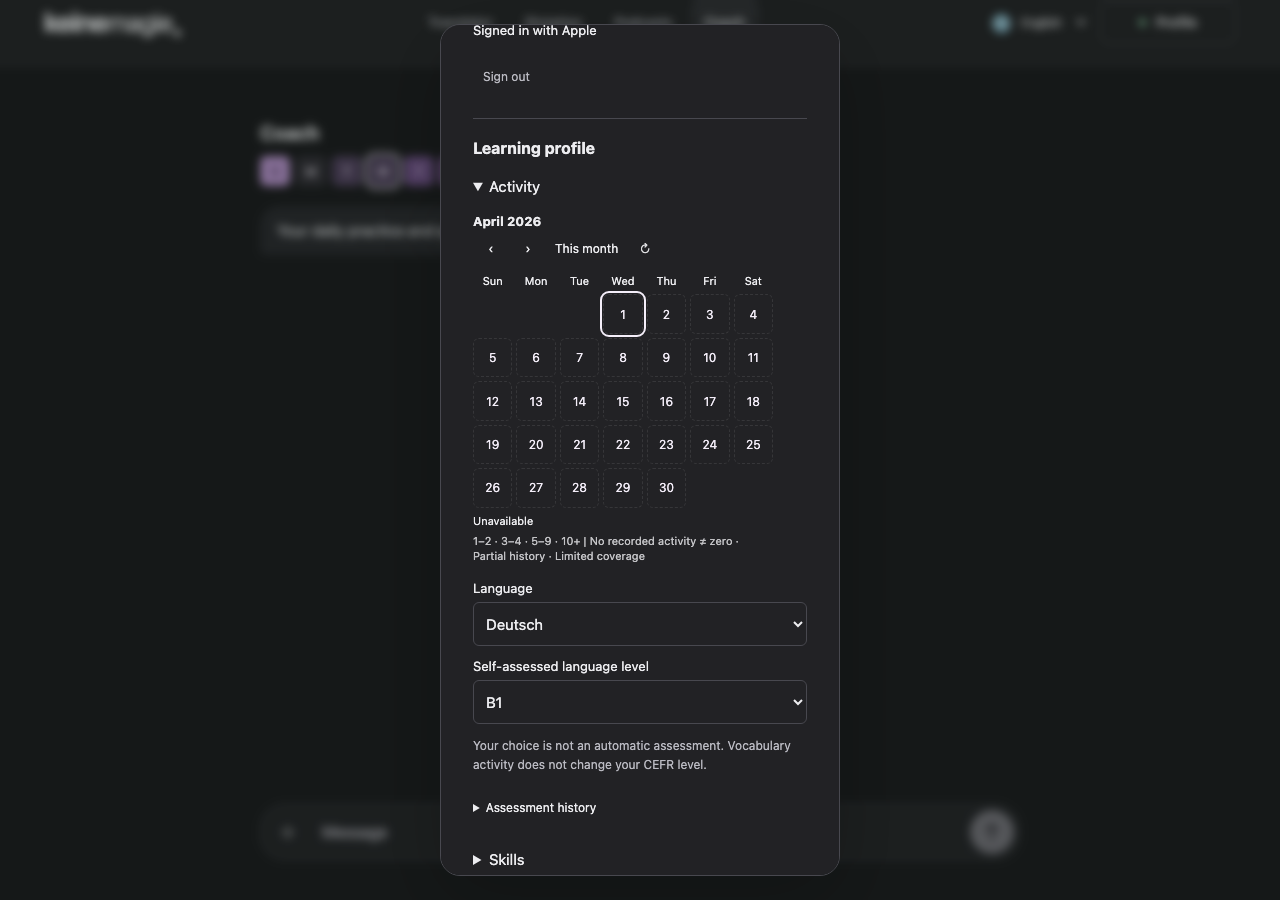 Signed in with Apple
Sign out
Learning profile
▼ Activity
April 2026
‹ › This month ↻
Sun Mon Tue Wed Thu Fri Sat
1 2 3 4
5 6 7 8 9 10 11
12 13 14 15 16 17 18
19 20 21 22 23 24 25
26 27 28 29 30
Unavailable
1–2 · 3–4 · 5–9 · 10+ | No recorded activity ≠ zero ·
Partial history · Limited coverage
Language
Deutsch
Self-assessed language level
B1
Your choice is not an automatic assessment. Vocabulary
activity does not change your CEFR level.
▶ Assessment history
▶ Skills
Coach
Message